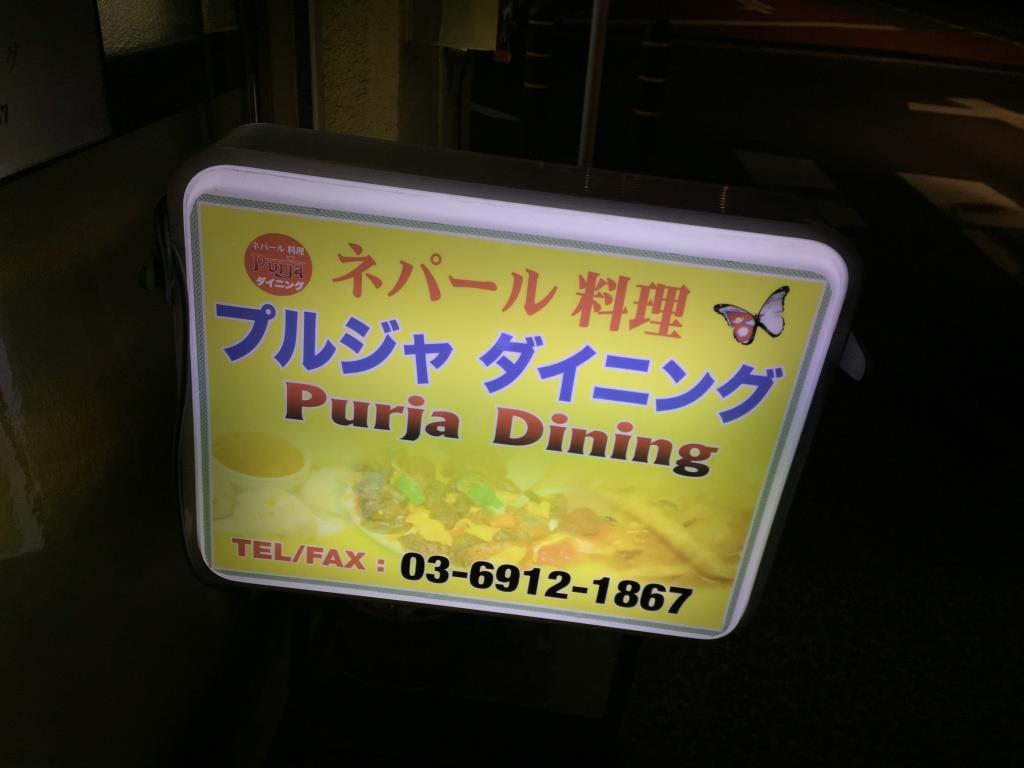 ネパール 料理
Purja
ダイニング
ネパール 料理
プルジャ ダイニング
Purja Dining
TEL/FAX : 03-6912-1867